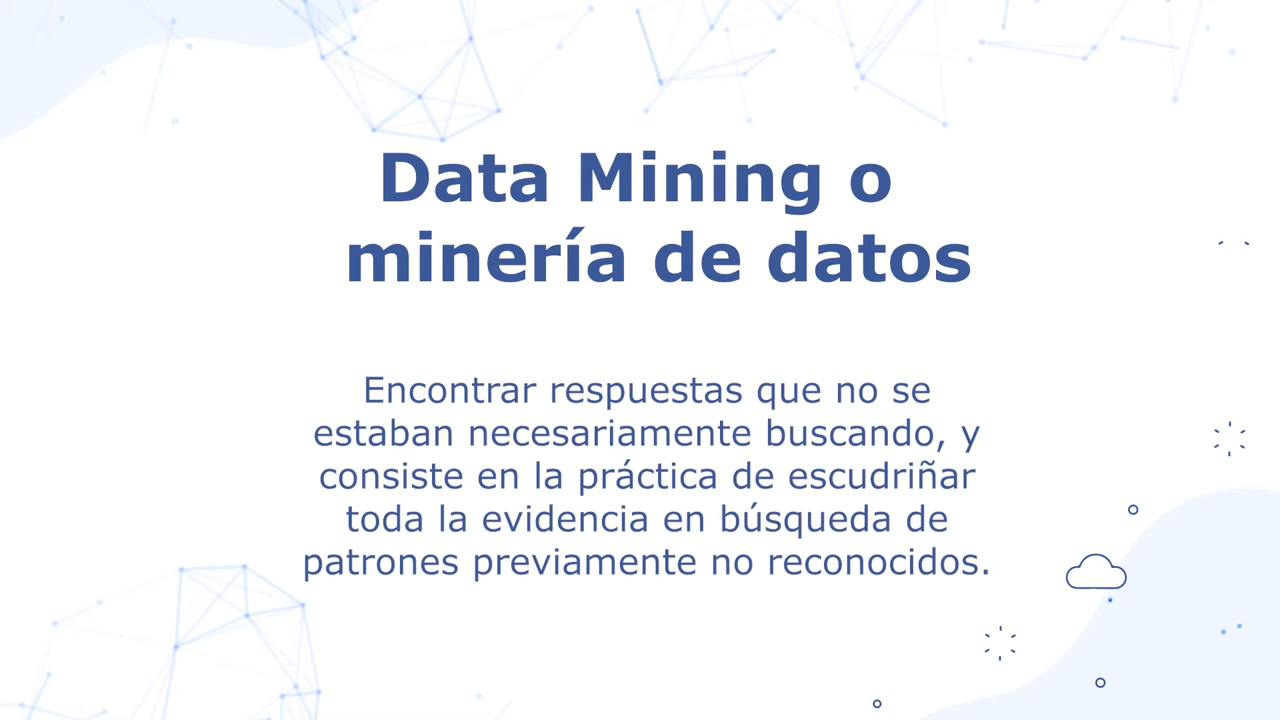 Data Mining o
minería de datos
Encontrar respuestas que no se
estaban necesariamente buscando, y
consiste en la práctica de escudriñar
toda la evidencia en búsqueda de
patrones previamente no reconocidos.